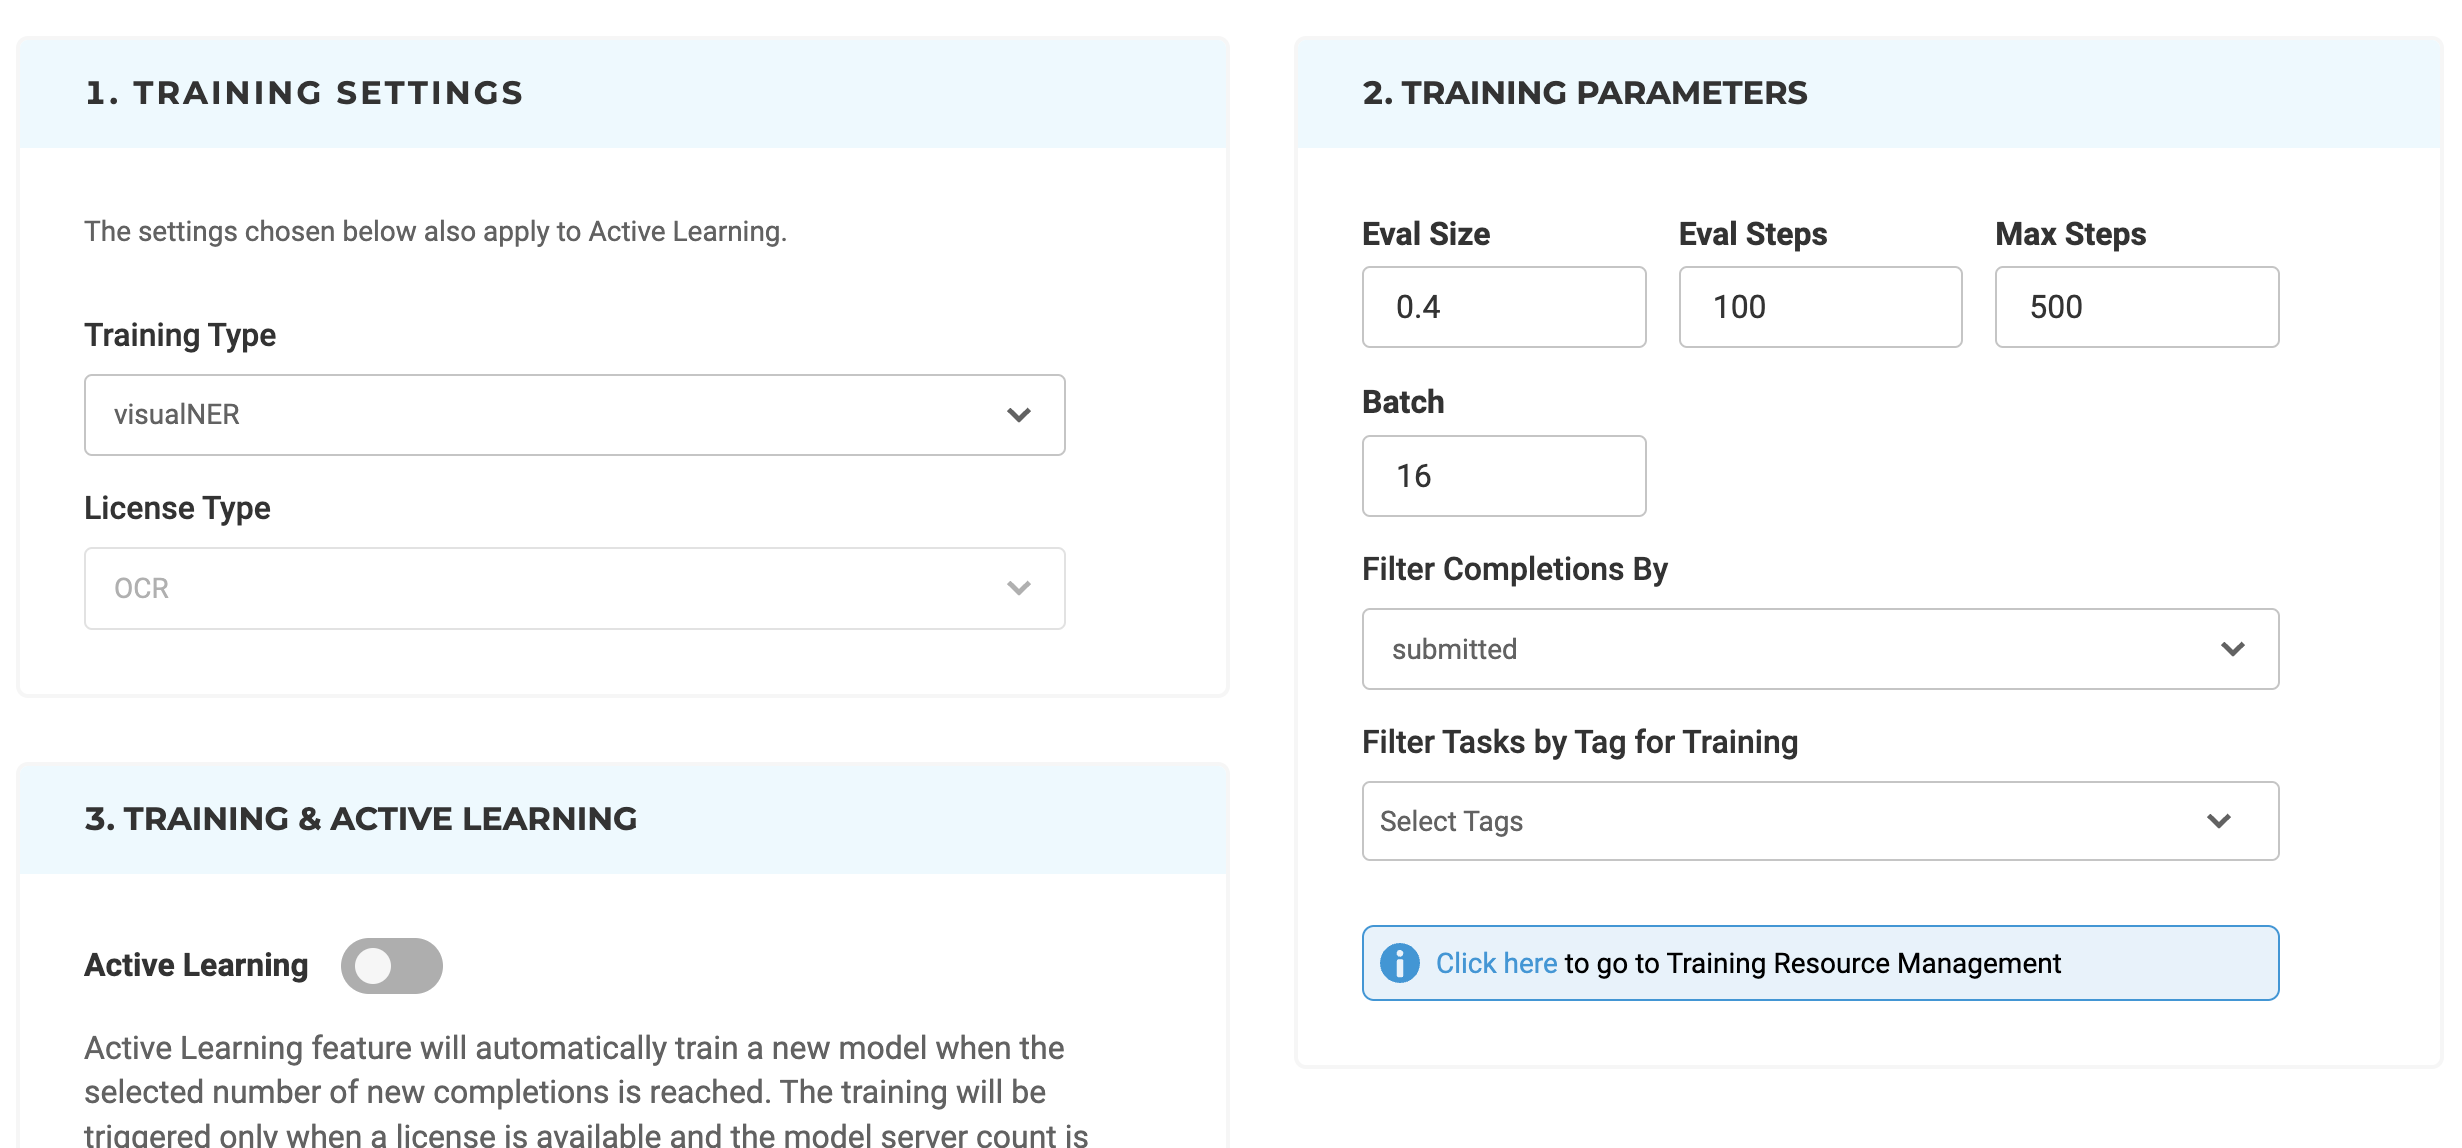 1. TRAINING SETTINGS
The settings chosen below also apply to Active Learning.
Training Type
visualNER
License Type
OCR
2. TRAINING PARAMETERS
Eval Size
Eval Steps
Max Steps
0.4
100
500
Batch
16
Filter Completions By
submitted
Filter Tasks by Tag for Training
Select Tags
Click here to go to Training Resource Management
3. TRAINING & ACTIVE LEARNING
Active Learning
Active Learning feature will automatically train a new model when the
selected number of new completions is reached. The training will be
triggered only when a license is available and the model server count is